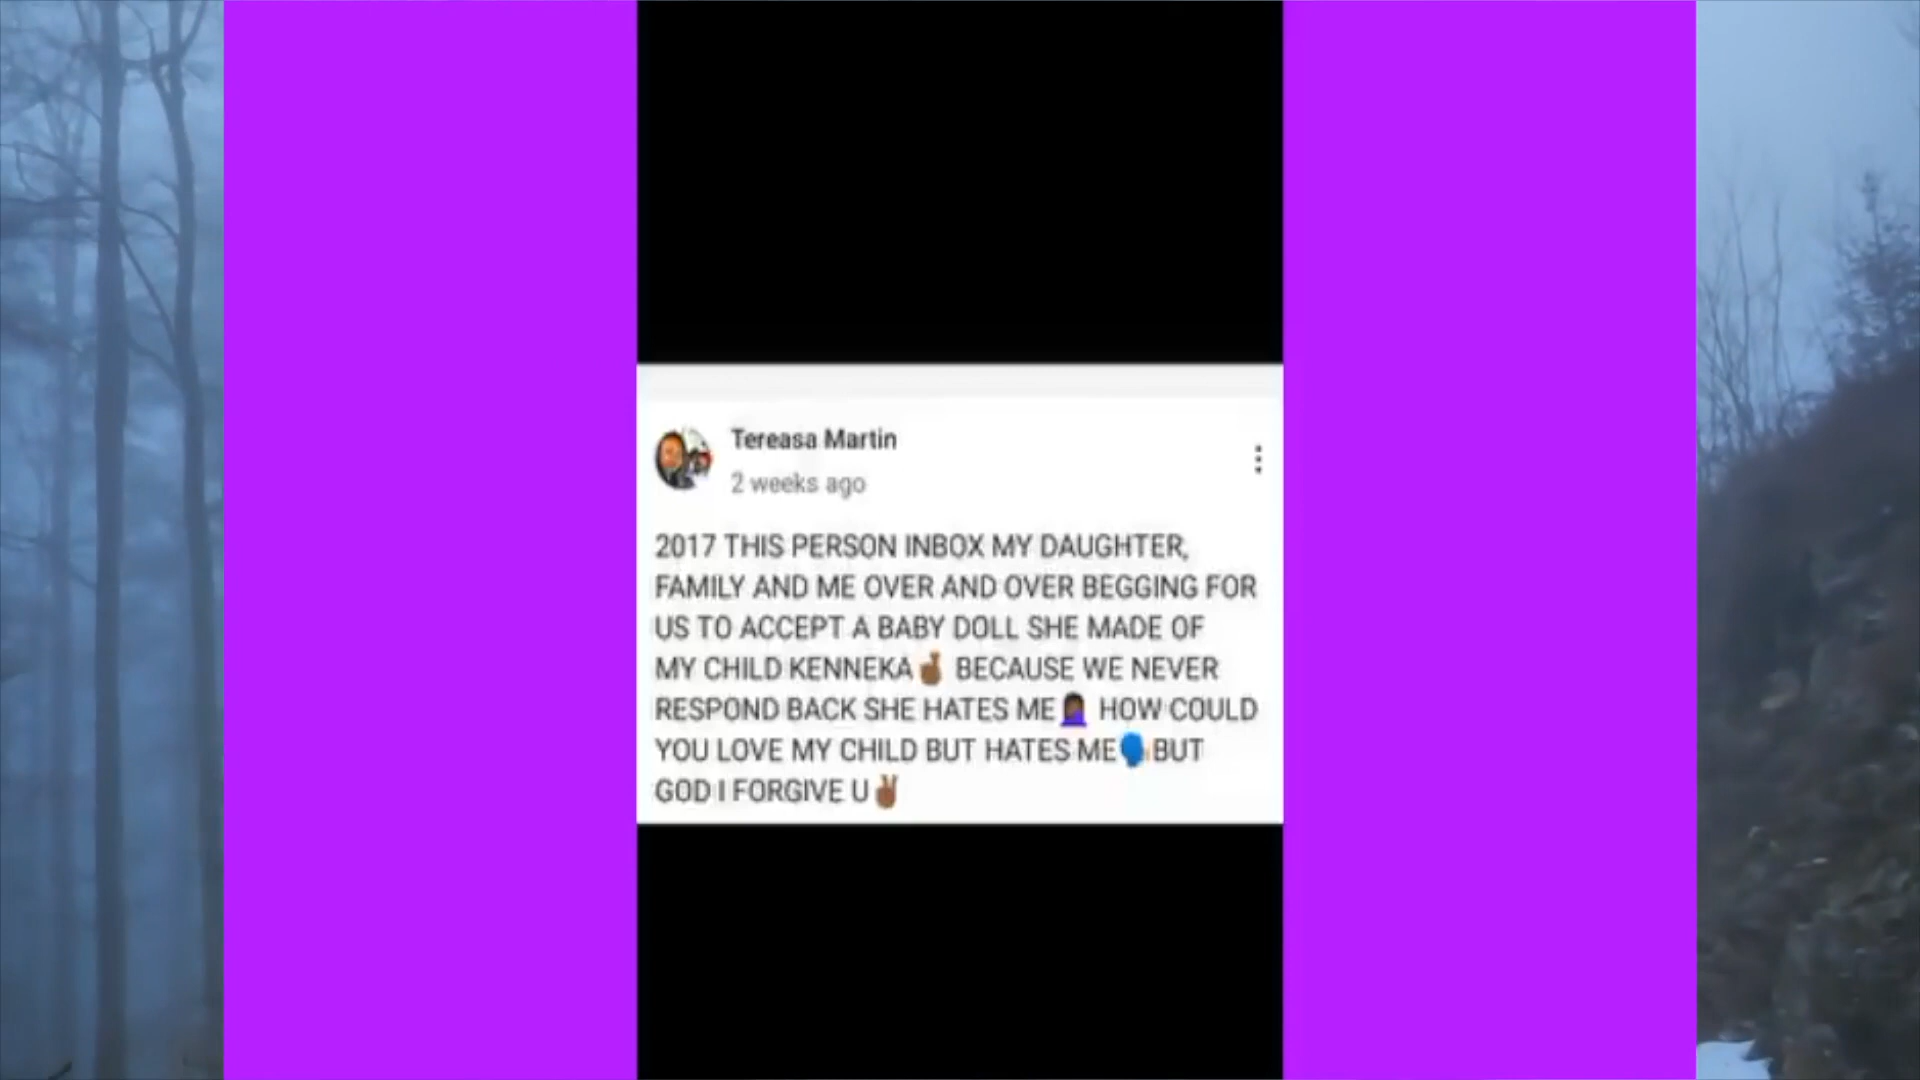 Tereasa Martin
2 weeks ago
2017 THIS PERSON INBOX MY DAUGHTER,
FAMILY AND ME OVER AND OVER BEGGING FOR
US TO ACCEPT A BABY DOLL SHE MADE OF
MY CHILD KENNEKA🤞🏾 BECAUSE WE NEVER
RESPOND BACK SHE HATES ME🤦🏾‍♀️ HOW COULD
YOU LOVE MY CHILD BUT HATES ME🗣️BUT
GOD I FORGIVE U✌🏾